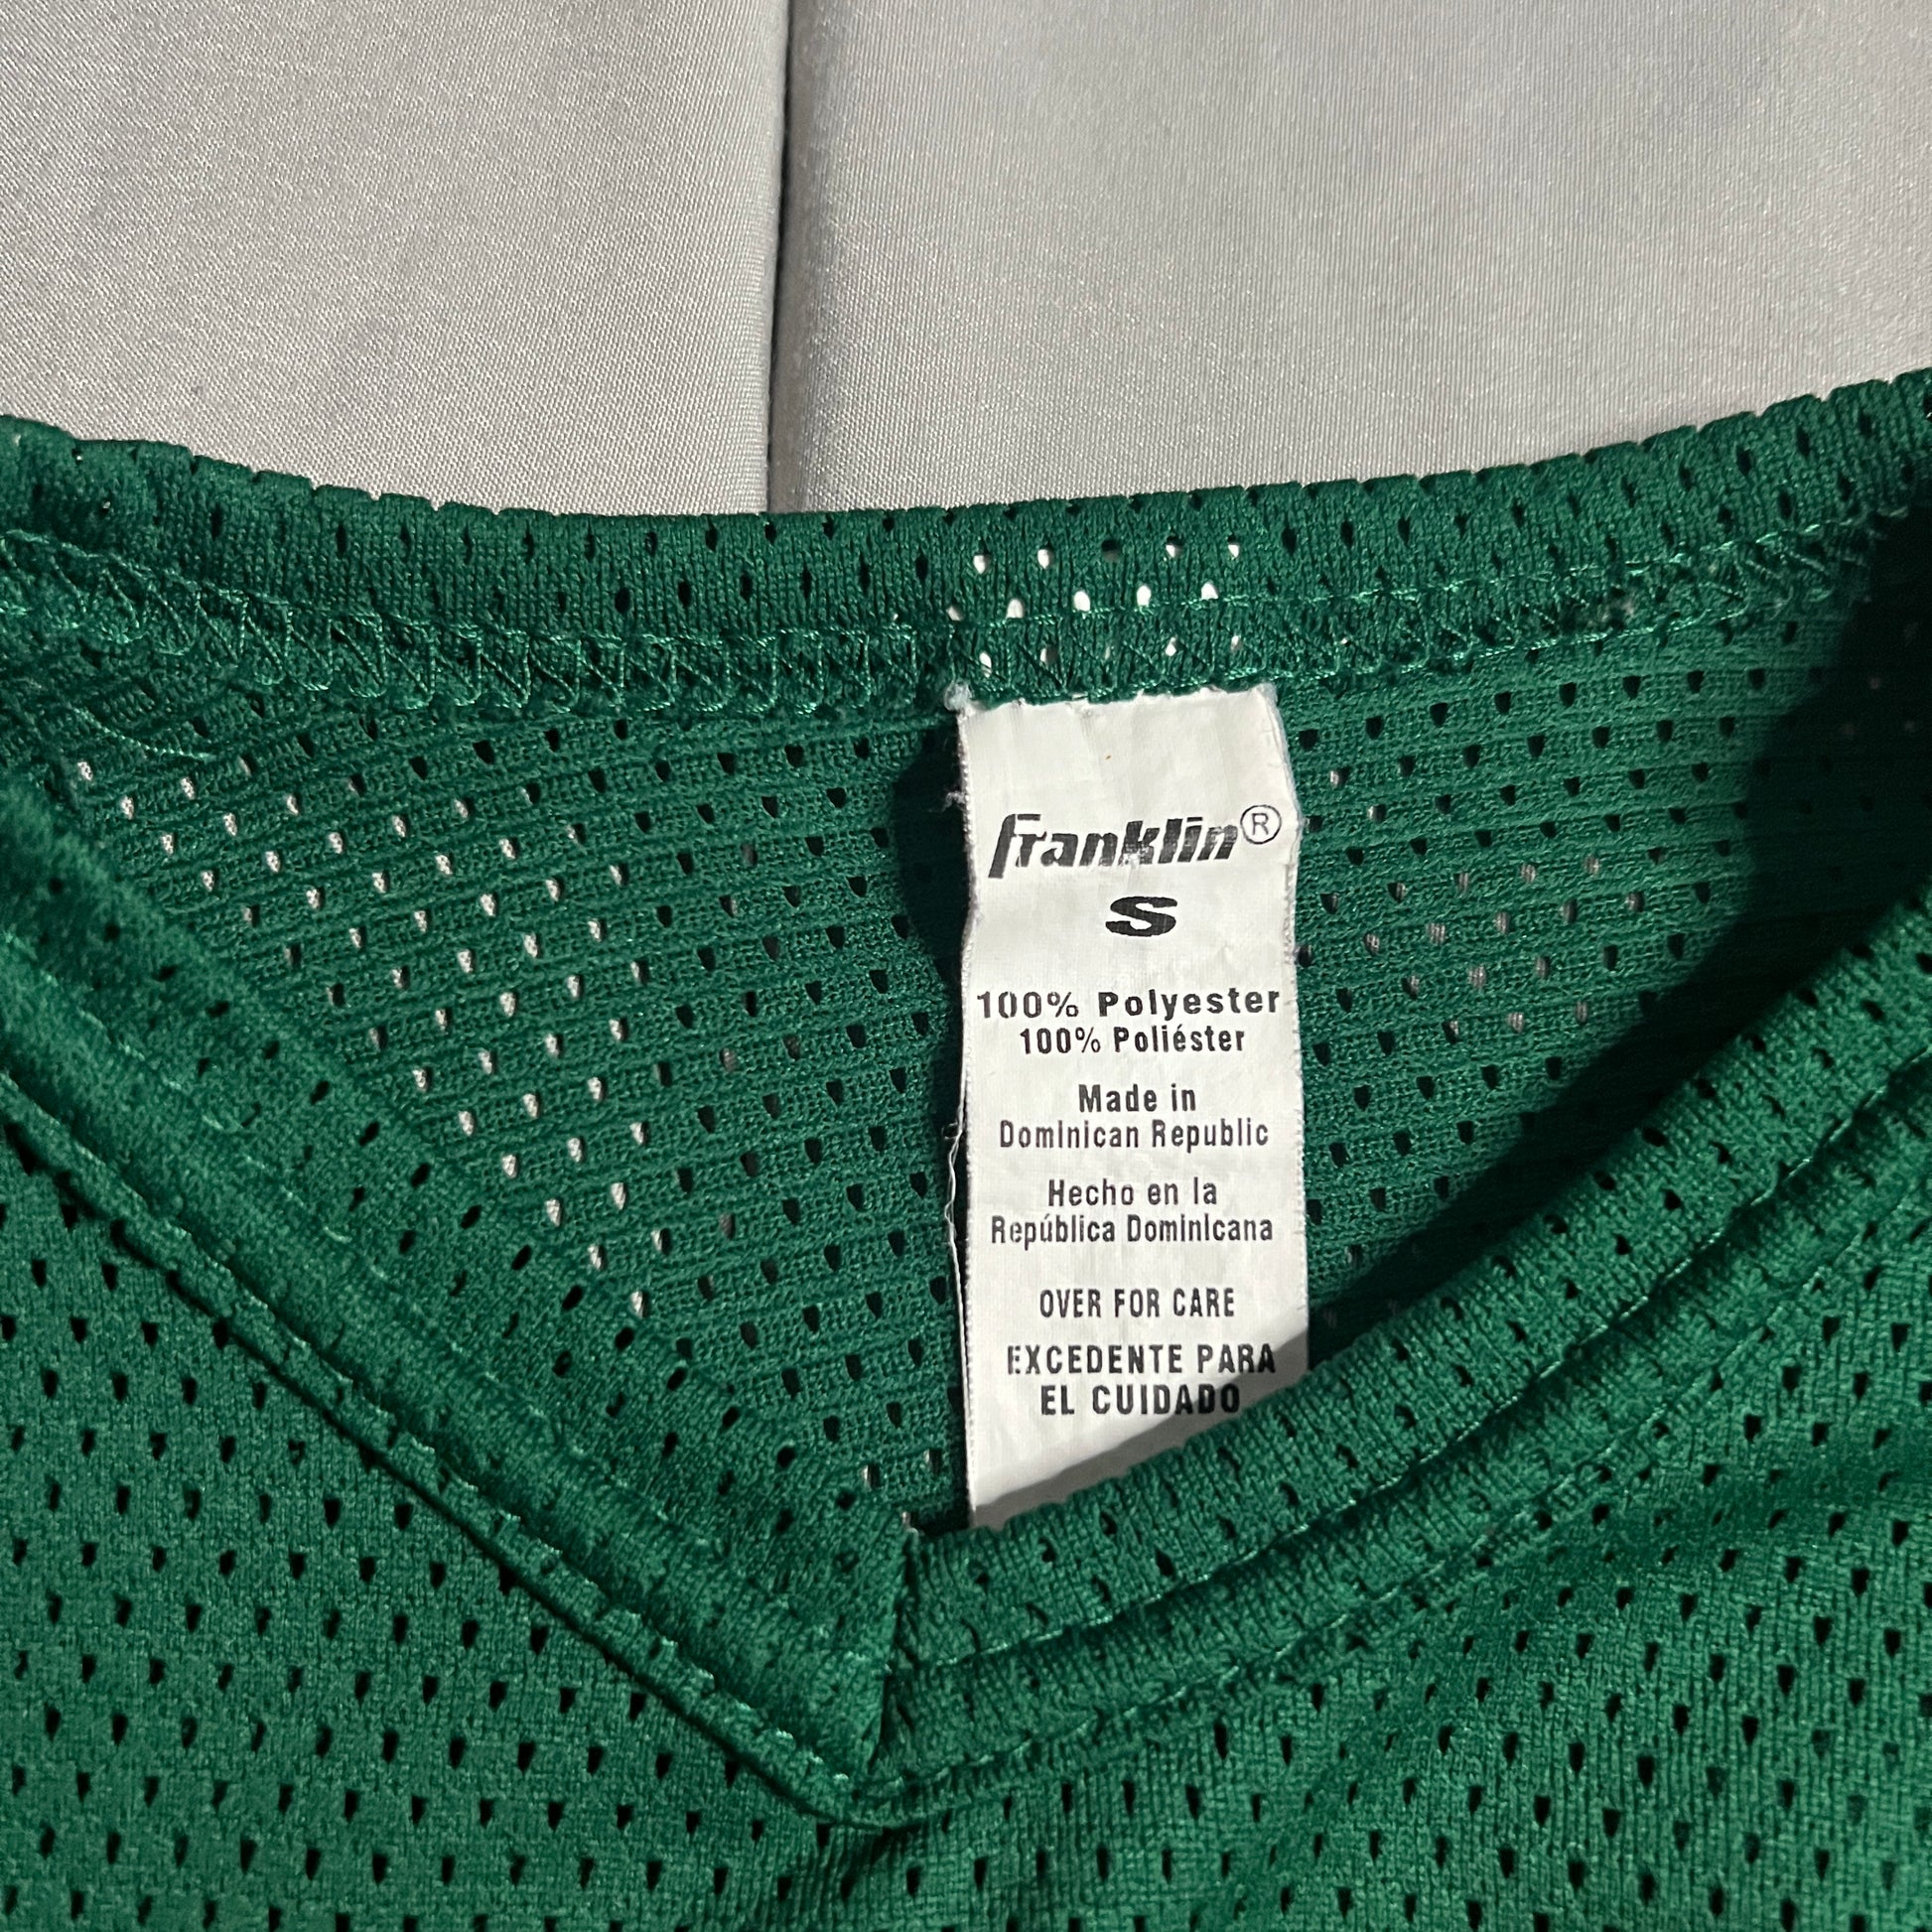 Franklin®
S
100% Polyester
100% Poliéster
Made in
Dominican Republic
Hecho en la
República Dominicana
OVER FOR CARE
EXCEDENTE PARA
EL CUIDADO